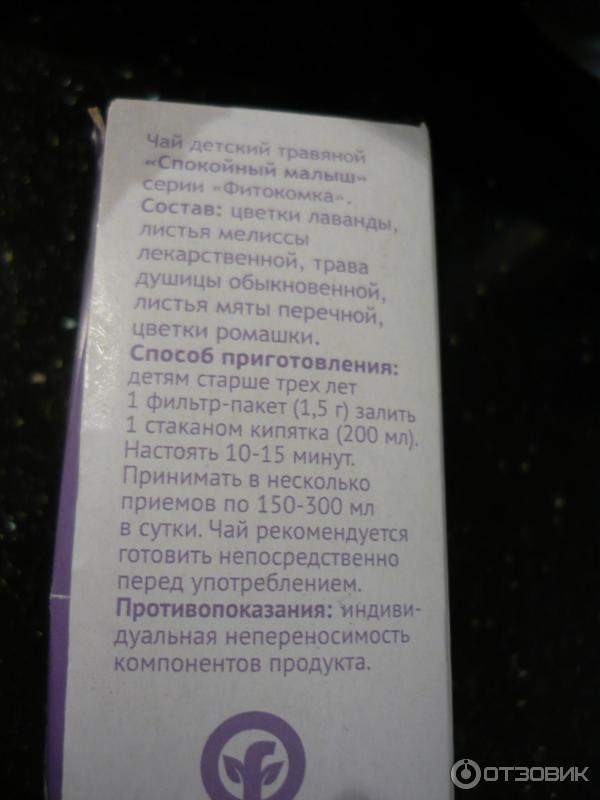 Чай детский травяной
«Спокойный малыш»
серии «Фитокомка».
Состав: цветки лаванды,
листья мелиссы
лекарственной, трава
душицы обыкновенной,
листья мяты перечной,
цветки ромашки.
Способ приготовления:
детям старше трех лет
1 фильтр-пакет (1,5 г) залить
1 стаканом кипятка (200 мл).
Настоять 10-15 минут.
Принимать в несколько
приемов по 150-300 мл
в сутки. Чай рекомендуется
готовить непосредственно
перед употреблением.
Противопоказания: индиви-
дуальная непереносимость
компонентов продукта.
ОТЗОВИК